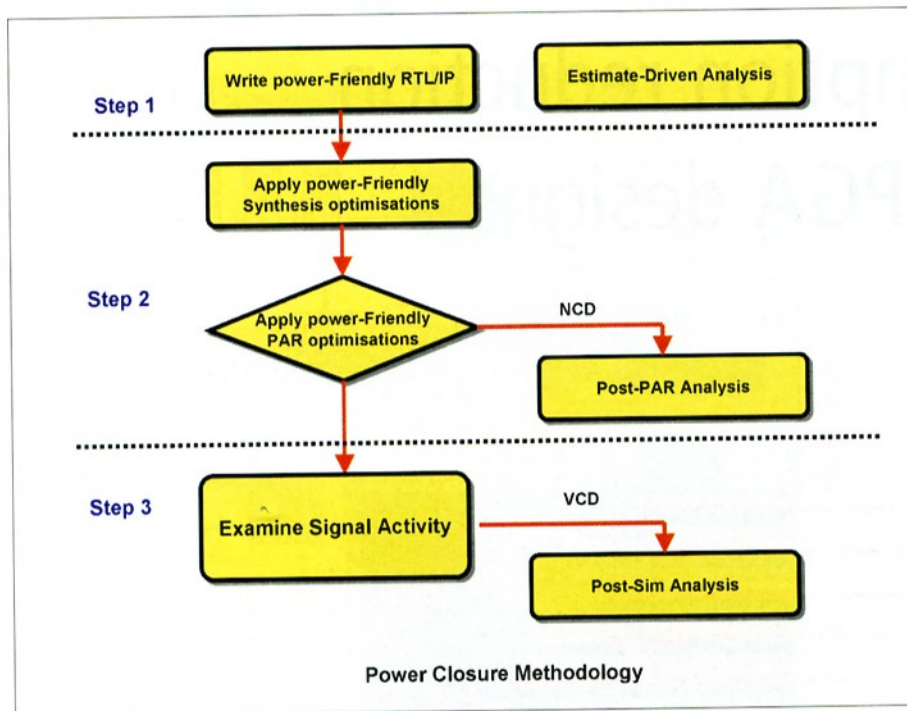 Write power-Friendly RTL/IP
Estimate-Driven Analysis
Step 1
Apply power-Friendly
Synthesis optimisations
Step 2
Apply power-Friendly
PAR optimisations
NCD
Post-PAR Analysis
Step 3
Examine Signal Activity
VCD
Post-Sim Analysis
Power Closure Methodology